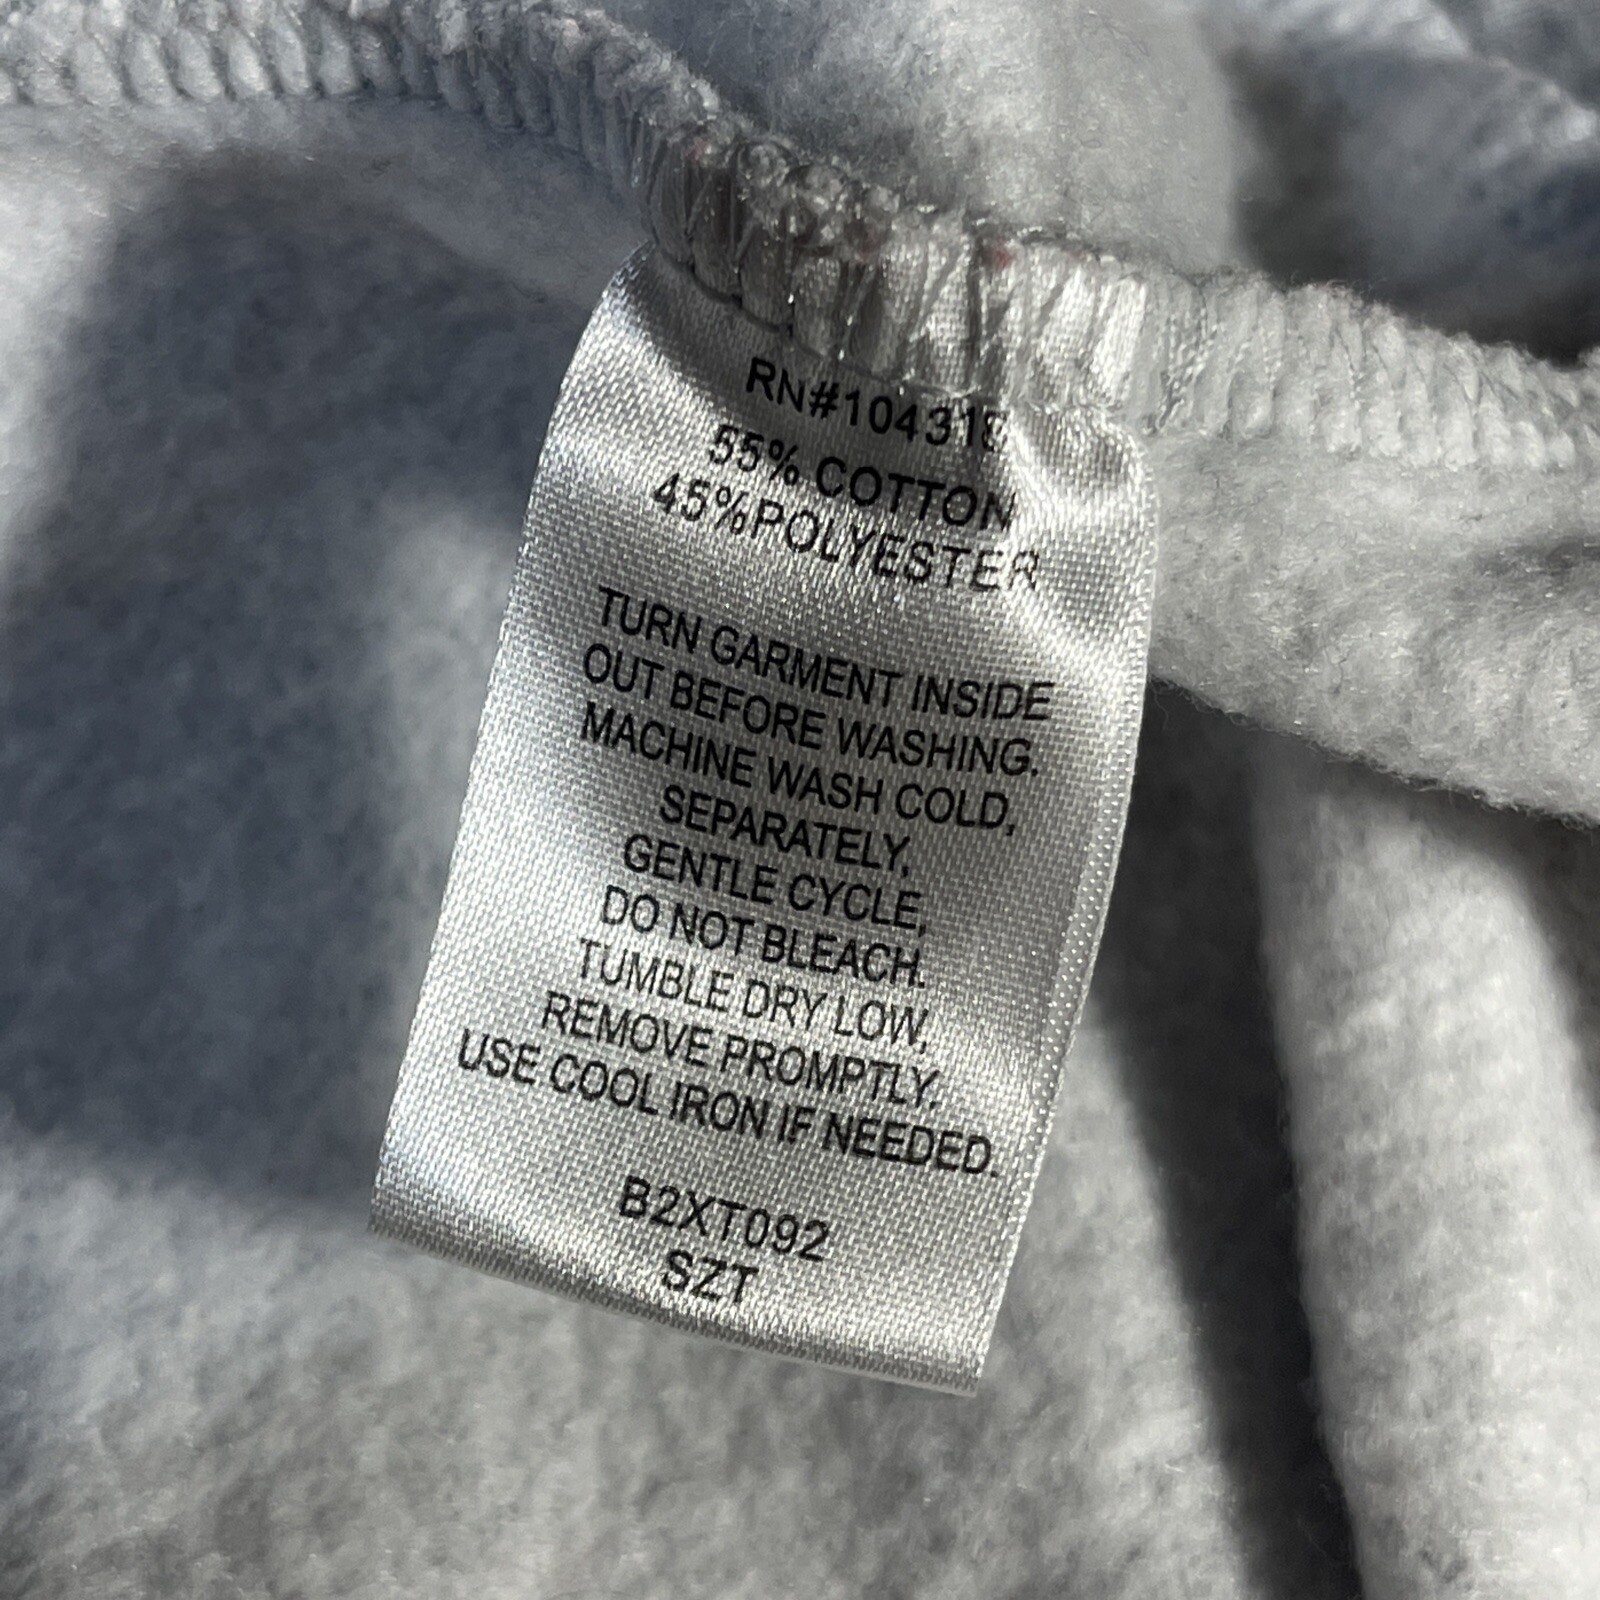 RN#104318
55% COTTON
45%POLYESTER
TURN GARMENT INSIDE
OUT BEFORE WASHING.
MACHINE WASH COLD,
SEPARATELY,
GENTLE CYCLE,
DO NOT BLEACH.
TUMBLE DRY LOW,
REMOVE PROMPTLY.
USE COOL IRON IF NEEDED.
B2XT092
SZT